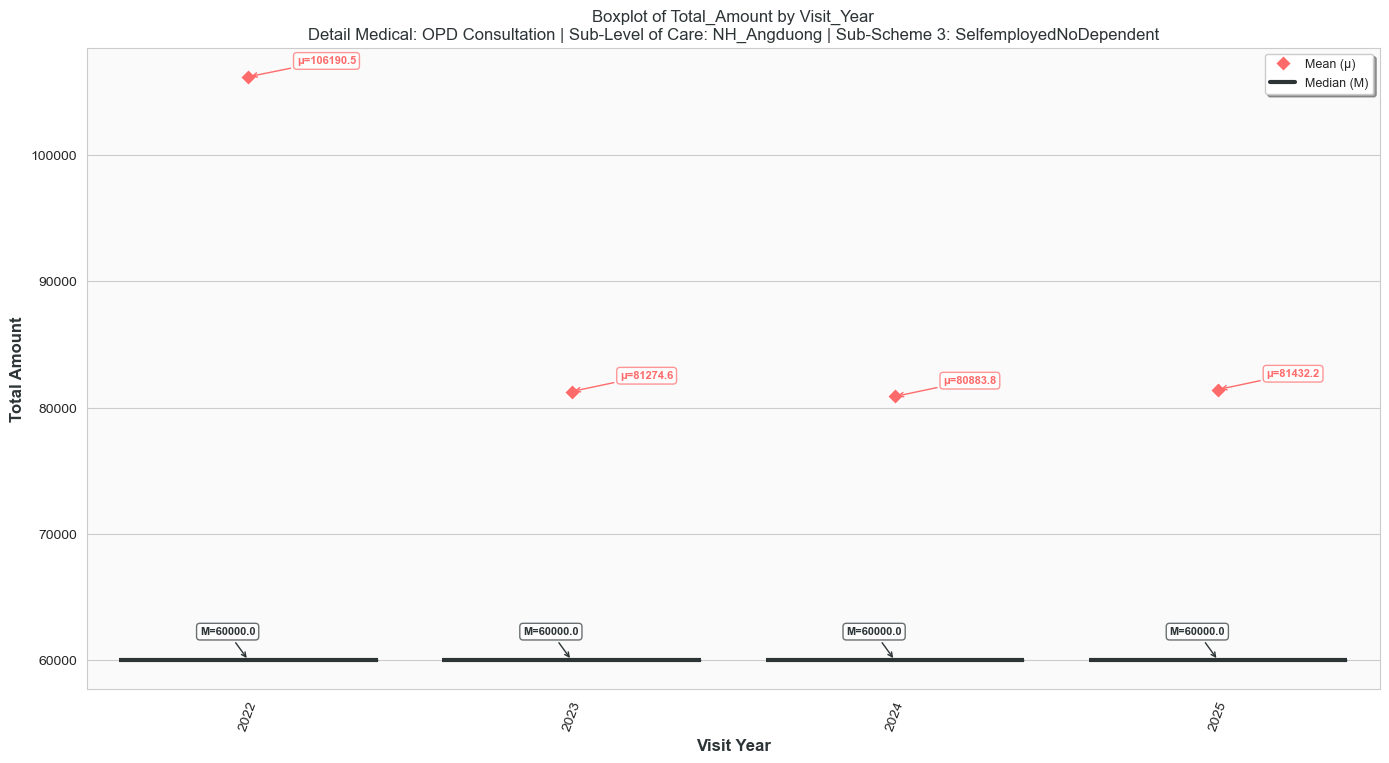 Boxplot of Total_Amount by Visit_Year
Detail Medical: OPD Consultation | Sub-Level of Care: NH_Angduong | Sub-Scheme 3: SelfemployedNoDependent
μ=106190.5
Mean (μ)
Median (M)
100000
90000
μ=81274.6
μ=80883.8
μ=81432.2
80000
70000
M=60000.0
M=60000.0
M=60000.0
M=60000.0
60000
Total Amount
2022
2023
2024
2025
Visit Year